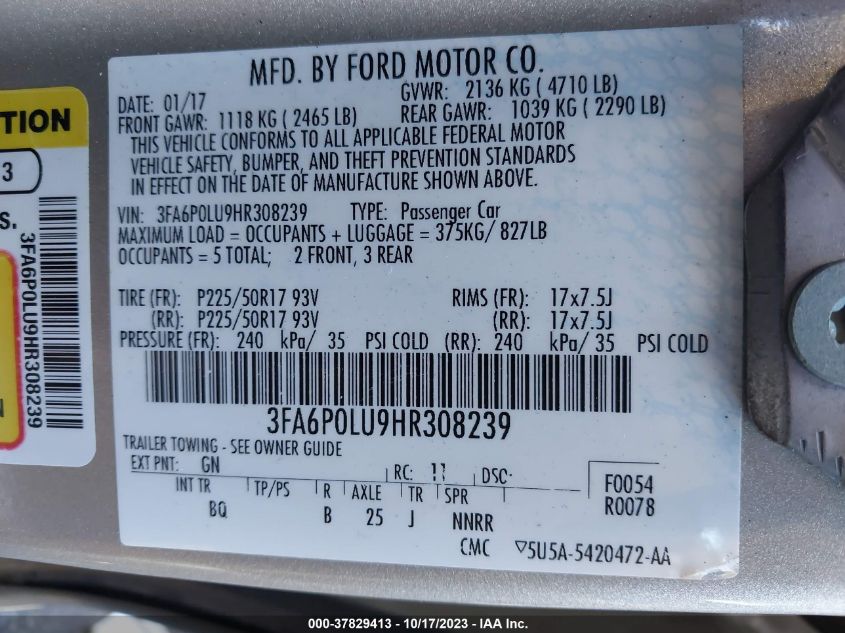 MFD. BY FORD MOTOR CO.
DATE: 01/17
GVWR: 2136 KG ( 4710 LB)
FRONT GAWR: 1118 KG ( 2465 LB)
REAR GAWR: 1039 KG ( 2290 LB)
THIS VEHICLE CONFORMS TO ALL APPLICABLE FEDERAL MOTOR
VEHICLE SAFETY, BUMPER, AND THEFT PREVENTION STANDARDS
IN EFFECT ON THE DATE OF MANUFACTURE SHOWN ABOVE.
VIN: 3FA6P0LU9HR308239 TYPE: Passenger Car
MAXIMUM LOAD = OCCUPANTS + LUGGAGE = 375KG/ 827LB
OCCUPANTS = 5 TOTAL; 2 FRONT, 3 REAR
TIRE (FR): P225/50R17 93V RIMS (FR): 17x7.5J
(RR): P225/50R17 93V (RR): 17x7.5J
PRESSURE (FR): 240 kPa/ 35 PSI COLD (RR): 240 kPa/ 35 PSI COLD
3FA6P0LU9HR308239
TRAILER TOWING - SEE OWNER GUIDE
EXT PNT: GN RC: 11 DSO:
INT TR TP/PS R AXLE TR SPR
BQ B 25 J NNRR
F0054
R0078
CMC ▽5U5A-5420472-AA
TION
3
S.
3FA6P0LU9HR308239
N
000-37829413 - 10/17/2023 - IAA Inc.